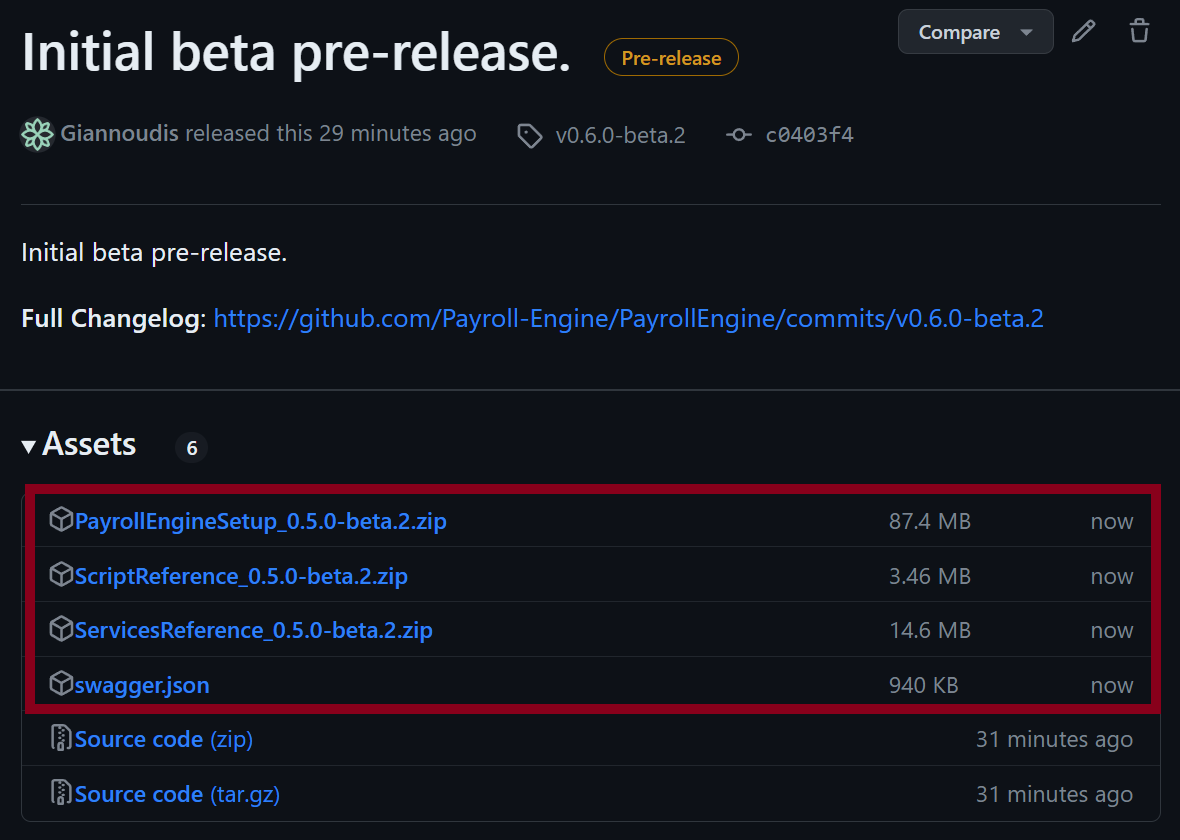 Initial beta pre-release. Pre-release Compare
Giannoudis released this 29 minutes ago v0.6.0-beta.2 c0403f4
Initial beta pre-release.
Full Changelog: https://github.com/Payroll-Engine/PayrollEngine/commits/v0.6.0-beta.2
Assets 6
PayrollEngineSetup_0.5.0-beta.2.zip 87.4 MB now
ScriptReference_0.5.0-beta.2.zip 3.46 MB now
ServicesReference_0.5.0-beta.2.zip 14.6 MB now
swagger.json 940 KB now
Source code (zip) 31 minutes ago
Source code (tar.gz) 31 minutes ago